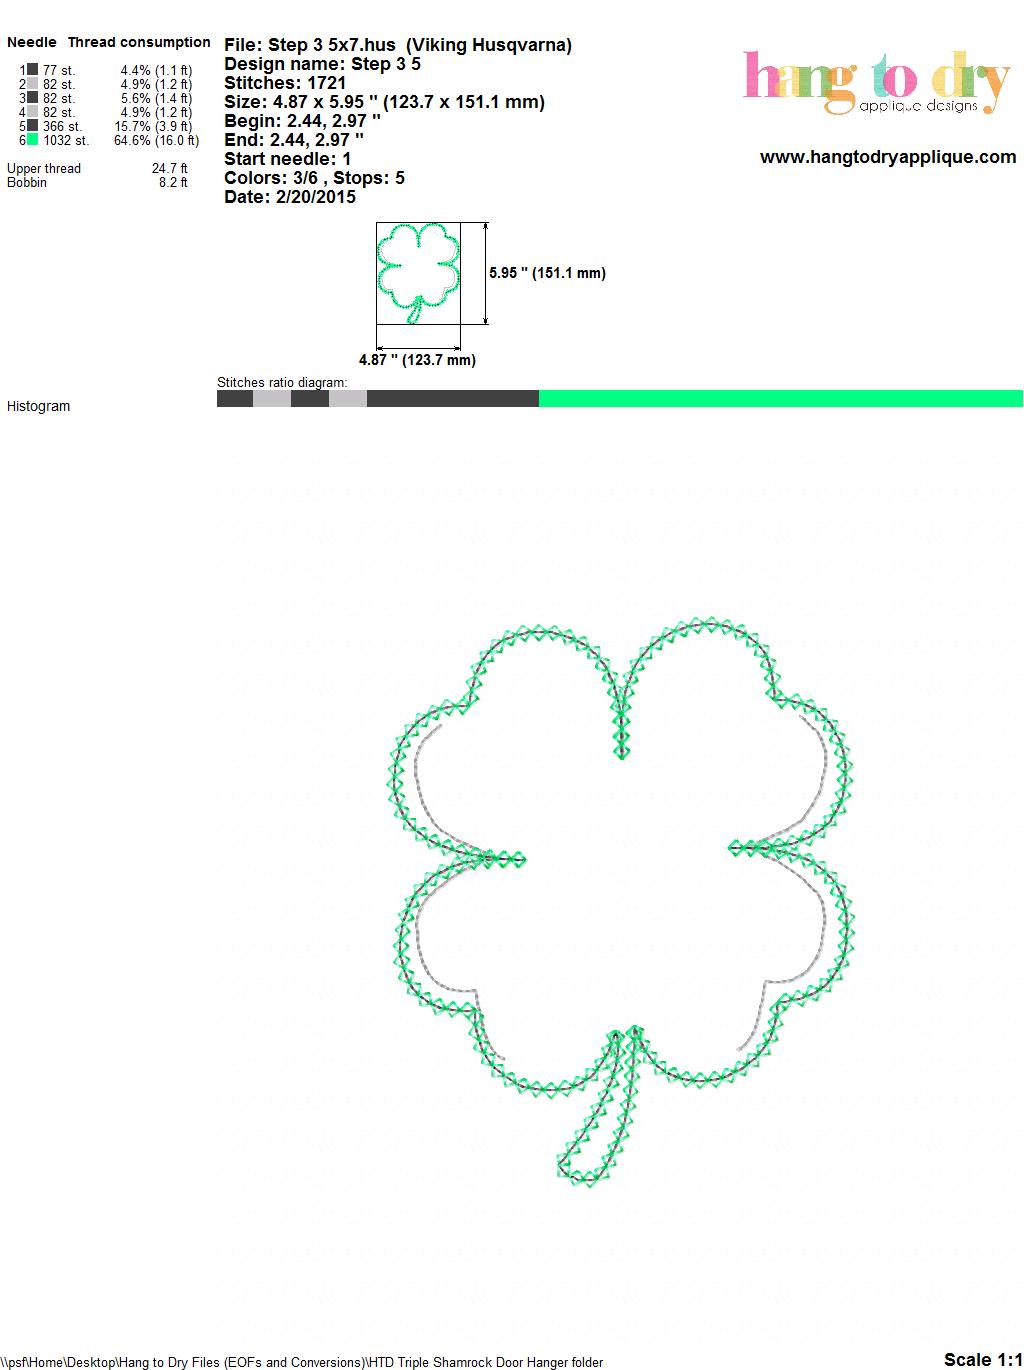 Needle Thread consumption
1 77 st. 4.4% (1.1 ft)
2 82 st. 4.9% (1.2 ft)
3 82 st. 5.6% (1.4 ft)
4 82 st. 4.9% (1.2 ft)
5 366 st. 15.7% (3.9 ft)
6 1032 st. 64.6% (16.0 ft)
Upper thread 24.7 ft
Bobbin 8.2 ft
File: Step 3 5x7.hus (Viking Husqvarna)
Design name: Step 3 5
Stitches: 1721
Size: 4.87 x 5.95 " (123.7 x 151.1 mm)
Begin: 2.44, 2.97 "
End: 2.44, 2.97 "
Start needle: 1
Colors: 3/6 , Stops: 5
Date: 2/20/2015
hang to dry
applique designs
www.hangtodryapplique.com
5.95 " (151.1 mm)
4.87 " (123.7 mm)
Stitches ratio diagram:
Histogram
\\psf\Home\Desktop\Hang to Dry Files (EOFs and Conversions)\HTD Triple Shamrock Door Hanger folder
Scale 1:1